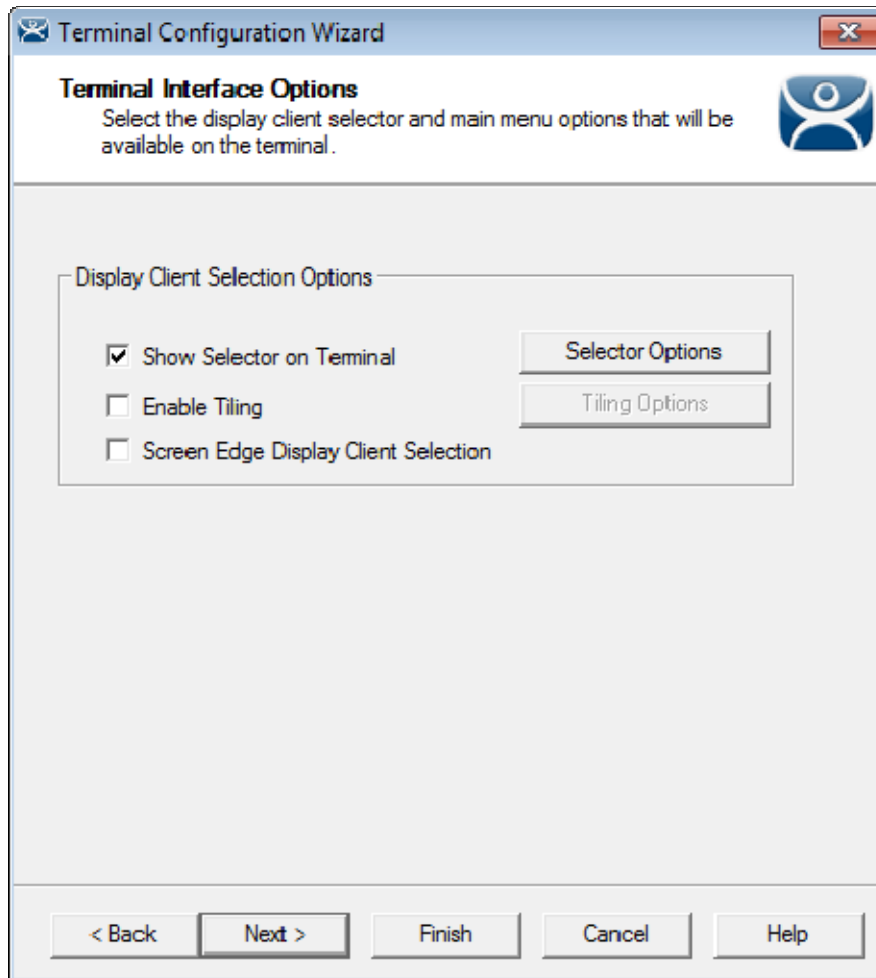 Terminal Configuration Wizard
Terminal Interface Options
Select the display client selector and main menu options that will be
available on the terminal.
Display Client Selection Options
Show Selector on Terminal
Selector Options
Enable Tiling
Tiling Options
Screen Edge Display Client Selection
< Back
Next >
Finish
Cancel
Help